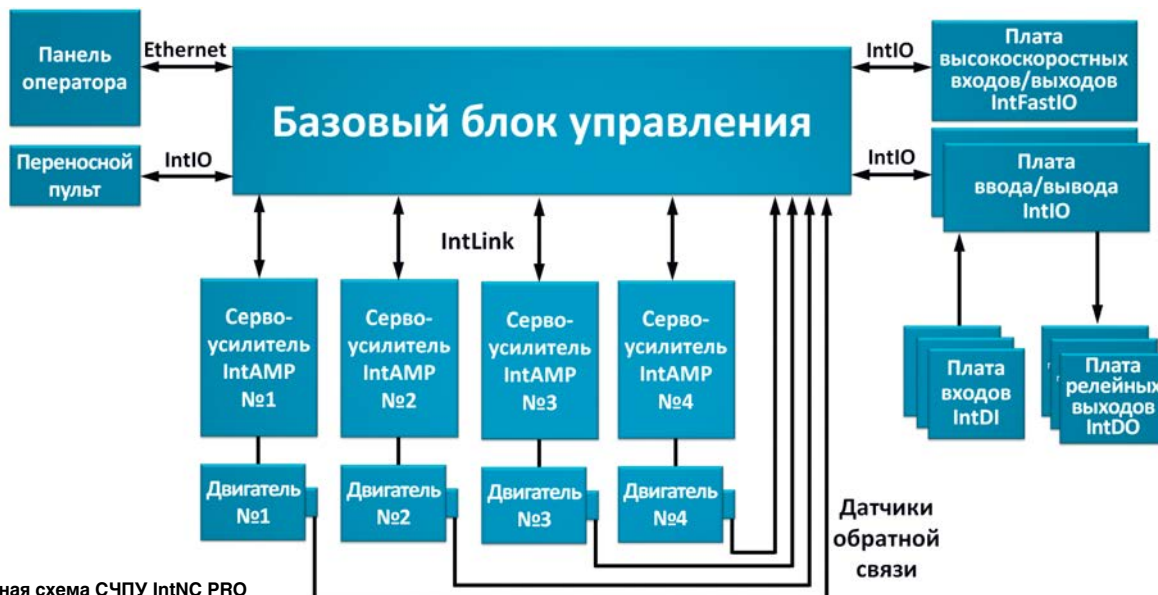 Панель
оператора
Ethernet
Переносной
пульт
IntIO
Базовый блок управления
IntIO
Плата
высокоскоростных
входов/выходов
IntFastIO
IntIO
Плата
ввода/вывода
IntIO
IntLink
Серво-
усилитель
IntAMP
№1
Серво-
усилитель
IntAMP
№2
Серво-
усилитель
IntAMP
№3
Серво-
усилитель
IntAMP
№4
Плата
входов
IntDI
Плата
релейных
выходов
IntDO
Двигатель
№1
Двигатель
№2
Двигатель
№3
Двигатель
№4
Датчики
обратной
связи
ная схема СЧПУ IntNC PRO